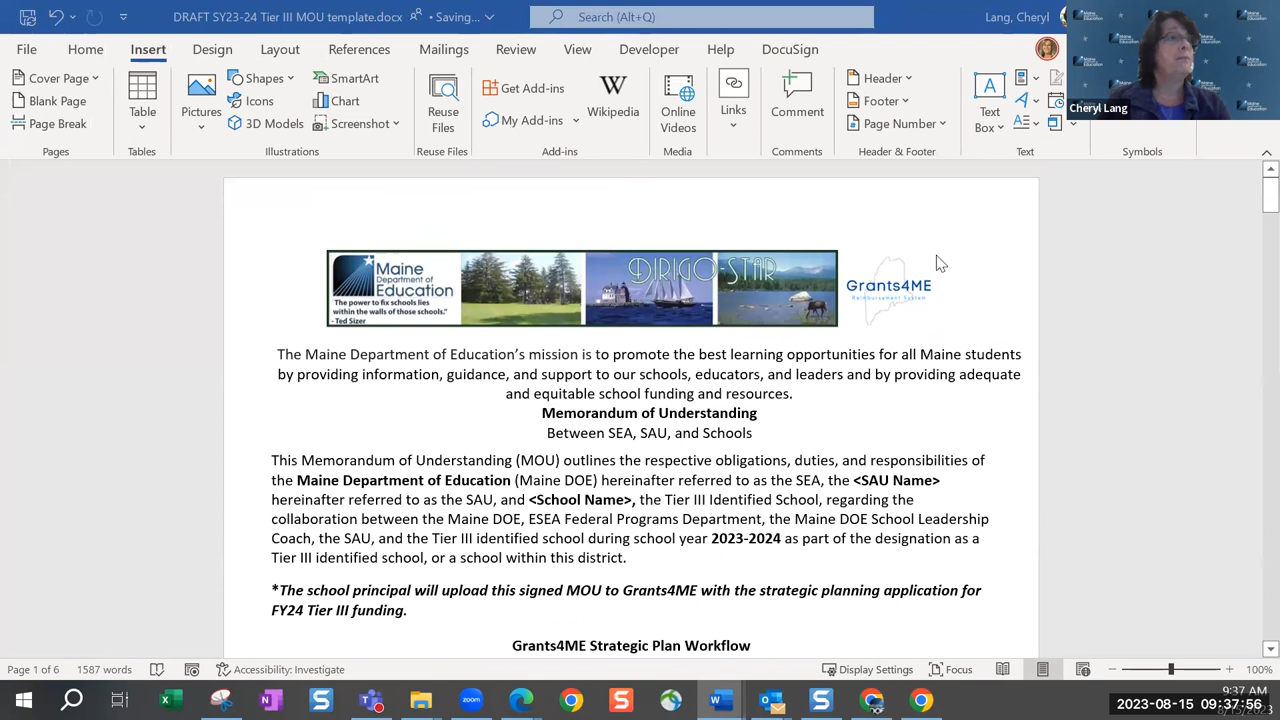 DRAFT SY23-24 Tier III MOU template.docx
Saving...
Search (Alt+Q)
Lang, Cheryl
File Home Insert Design Layout References Mailings Review View Developer Help DocuSign
Cover Page
Blank Page
Page Break
Pages
Table
Tables
Pictures
Shapes
Icons
3D Models
SmartArt
Chart
Screenshot
Illustrations
Reuse
Files
Reuse Files
Get Add-ins
My Add-ins
Wikipedia
Add-ins
Online
Videos
Media
Links
Comment
Comments
Header
Footer
Page Number
Header & Footer
Text
Box
Text
Symbols
Cheryl Lang
Maine
Department of
Education
"The power to fix schools lies
within the walls of those schools."
- Ted Sizer
DIRIGO-STAR
Grants4ME
Reimbursement System
The Maine Department of Education's mission is to promote the best learning opportunities for all Maine students
by providing information, guidance, and support to our schools, educators, and leaders and by providing adequate
and equitable school funding and resources.
Memorandum of Understanding
Between SEA, SAU, and Schools
This Memorandum of Understanding (MOU) outlines the respective obligations, duties, and responsibilities of
the Maine Department of Education (Maine DOE) hereinafter referred to as the SEA, the <SAU Name>
hereinafter referred to as the SAU, and <School Name>, the Tier III Identified School, regarding the
collaboration between the Maine DOE, ESEA Federal Programs Department, the Maine DOE School Leadership
Coach, the SAU, and the Tier III identified school during school year 2023-2024 as part of the designation as a
Tier III identified school, or a school within this district.
*The school principal will upload this signed MOU to Grants4ME with the strategic planning application for
FY24 Tier III funding.
Grants4ME Strategic Plan Workflow
Page 1 of 6
1587 words
Accessibility: Investigate
Display Settings
Focus
100%
9:37 AM
2023-08-15 09:37:56